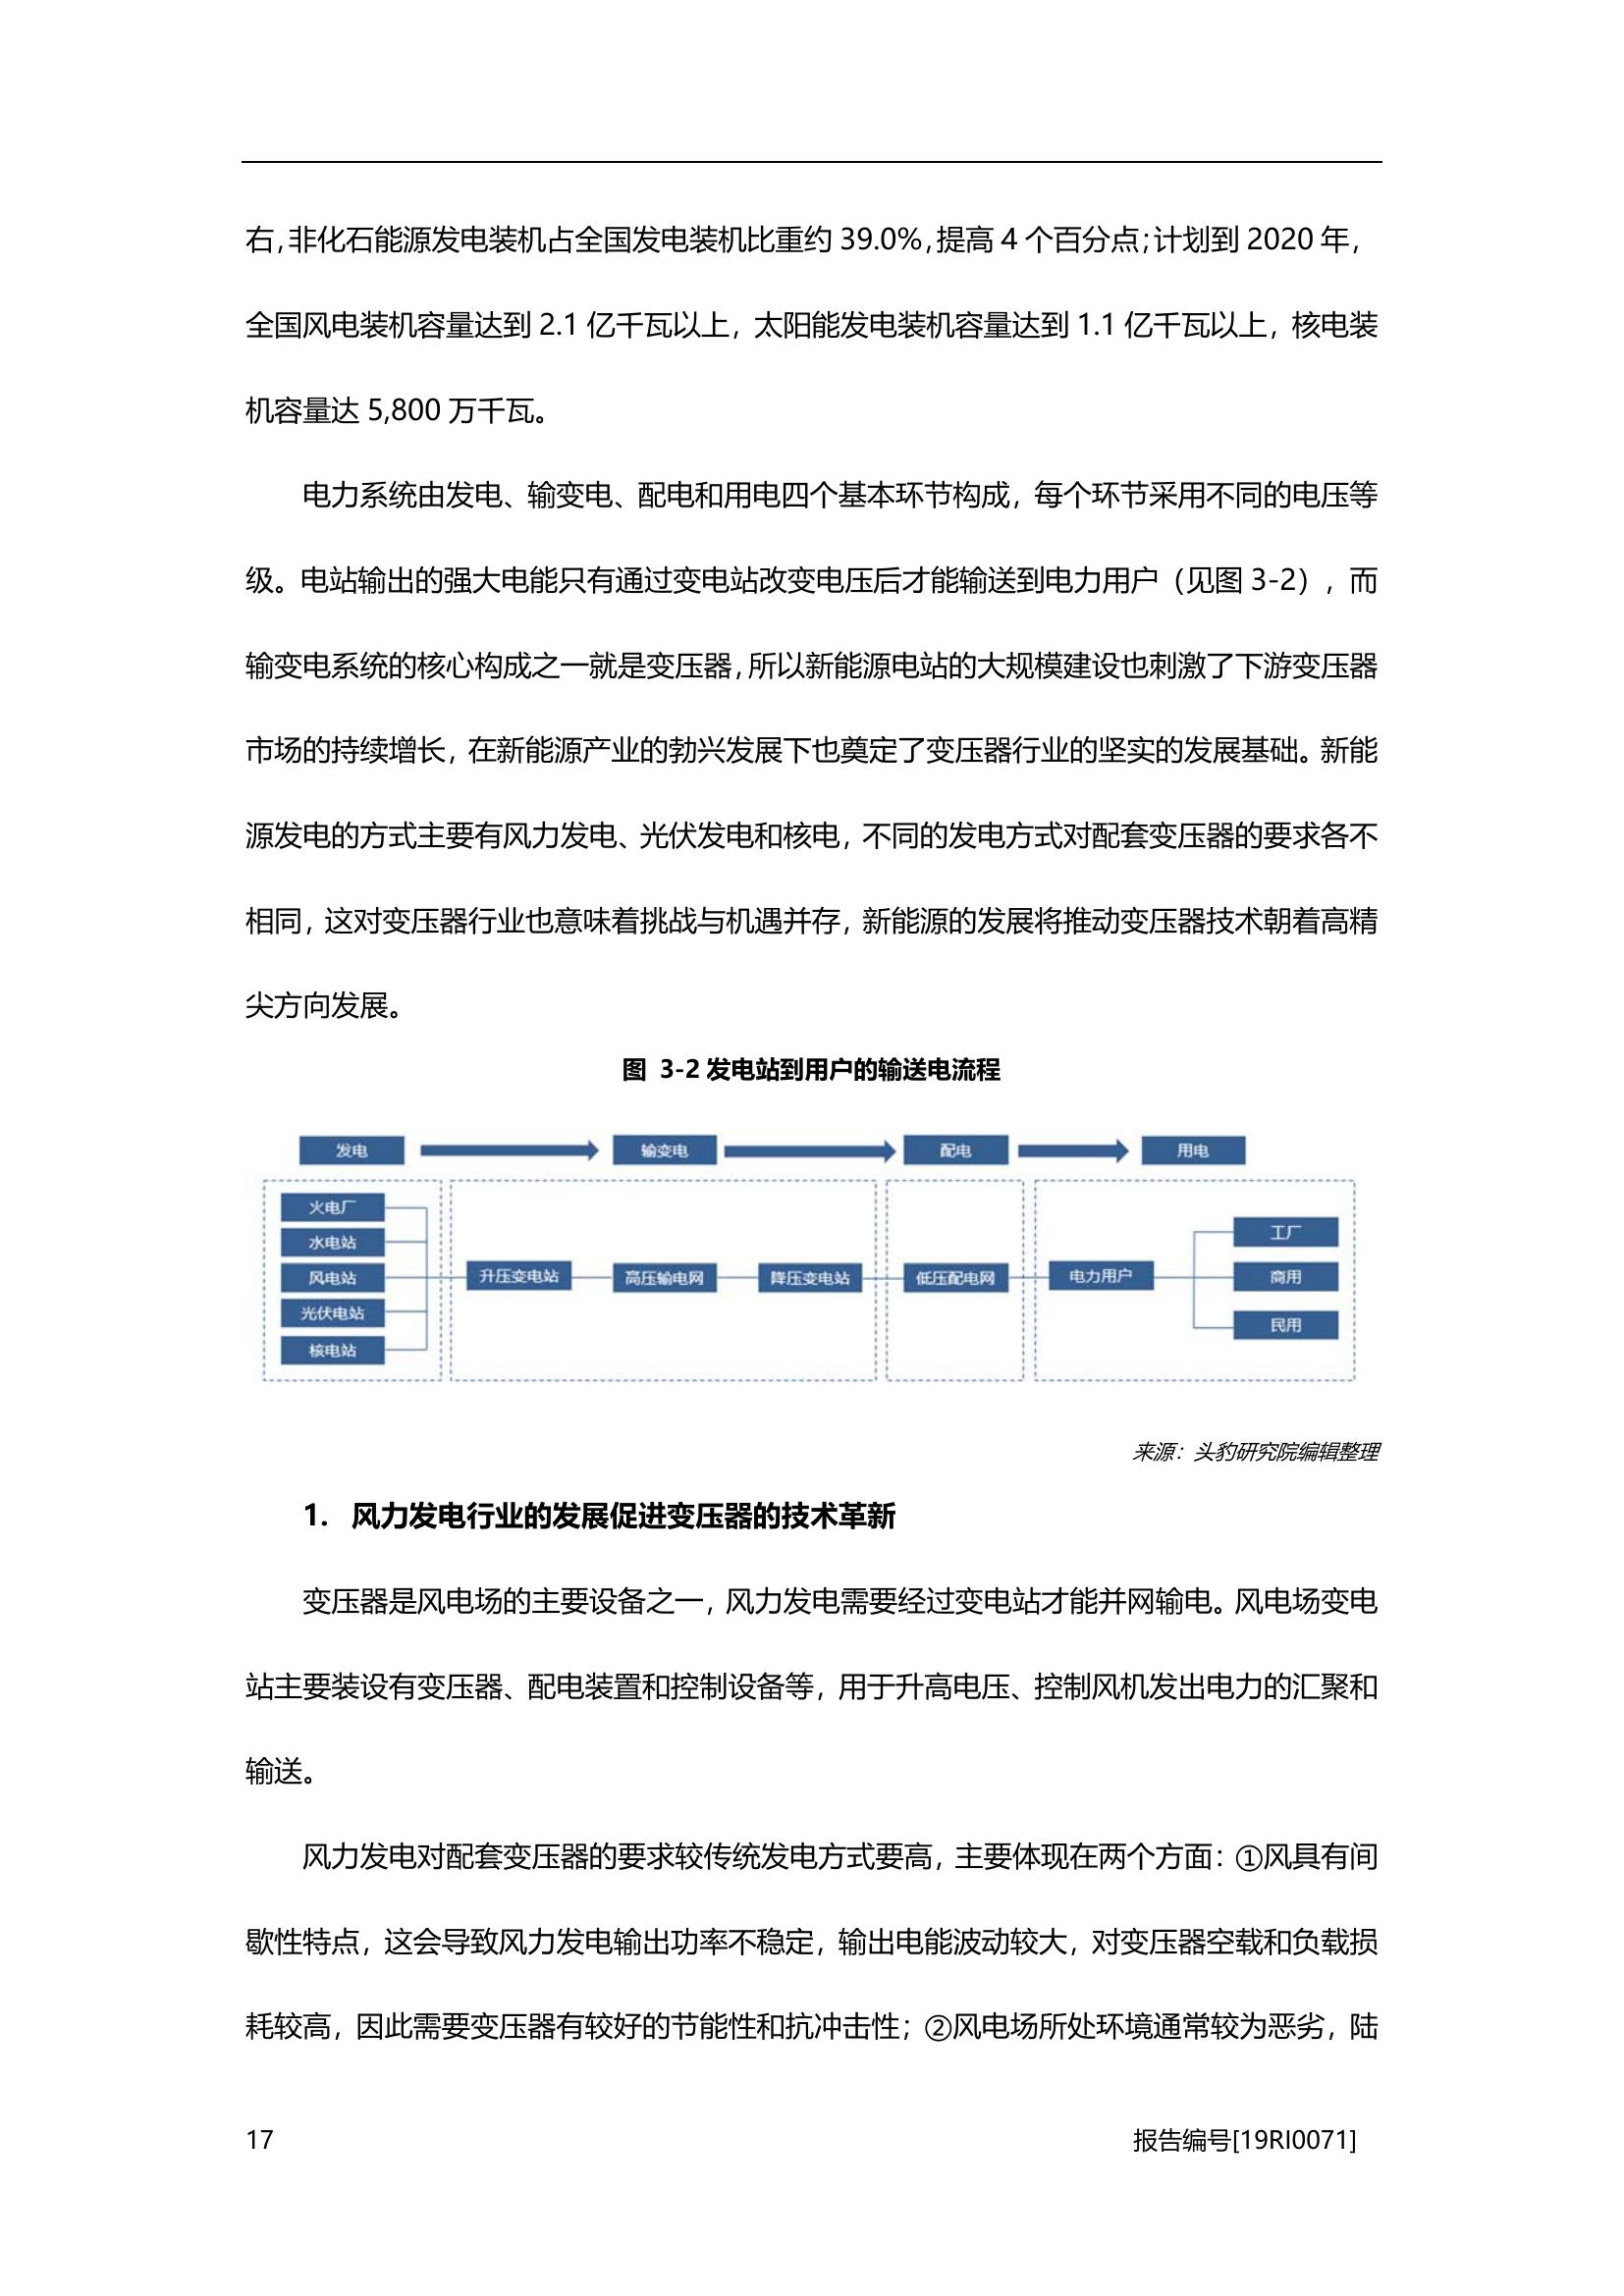 右，非化石能源发电装机占全国发电装机比重约 39.0%，提高 4 个百分点；计划到 2020 年，
全国风电装机容量达到 2.1 亿千瓦以上，太阳能发电装机容量达到 1.1 亿千瓦以上，核电装
机容量达 5,800 万千瓦。
电力系统由发电、输变电、配电和用电四个基本环节构成，每个环节采用不同的电压等
级。电站输出的强大电能只有通过变电站改变电压后才能输送到电力用户（见图 3-2），而
输变电系统的核心构成之一就是变压器，所以新能源电站的大规模建设也刺激了下游变压器
市场的持续增长，在新能源产业的勃兴发展下也奠定了变压器行业的坚实的发展基础。新能
源发电的方式主要有风力发电、光伏发电和核电，不同的发电方式对配套变压器的要求各不
相同，这对变压器行业也意味着挑战与机遇并存，新能源的发展将推动变压器技术朝着高精
尖方向发展。
图 3-2 发电站到用户的输送电流程
发电 输变电 配电 用电
火电厂
水电站
风电站
光伏电站
核电站
升压变电站 高压输电网 降压变电站 低压配电网 电力用户
工厂
商用
民用
来源：头豹研究院编辑整理
1. 风力发电行业的发展促进变压器的技术革新
变压器是风电场的主要设备之一，风力发电需要经过变电站才能并网输电。风电场变电
站主要装设有变压器、配电装置和控制设备等，用于升高电压、控制风机发出电力的汇聚和
输送。
风力发电对配套变压器的要求较传统发电方式要高，主要体现在两个方面：①风具有间
歇性特点，这会导致风力发电输出功率不稳定，输出电能波动较大，对变压器空载和负载损
耗较高，因此需要变压器有较好的节能性和抗冲击性；②风电场所处环境通常较为恶劣，陆
17 报告编号[19RI0071]